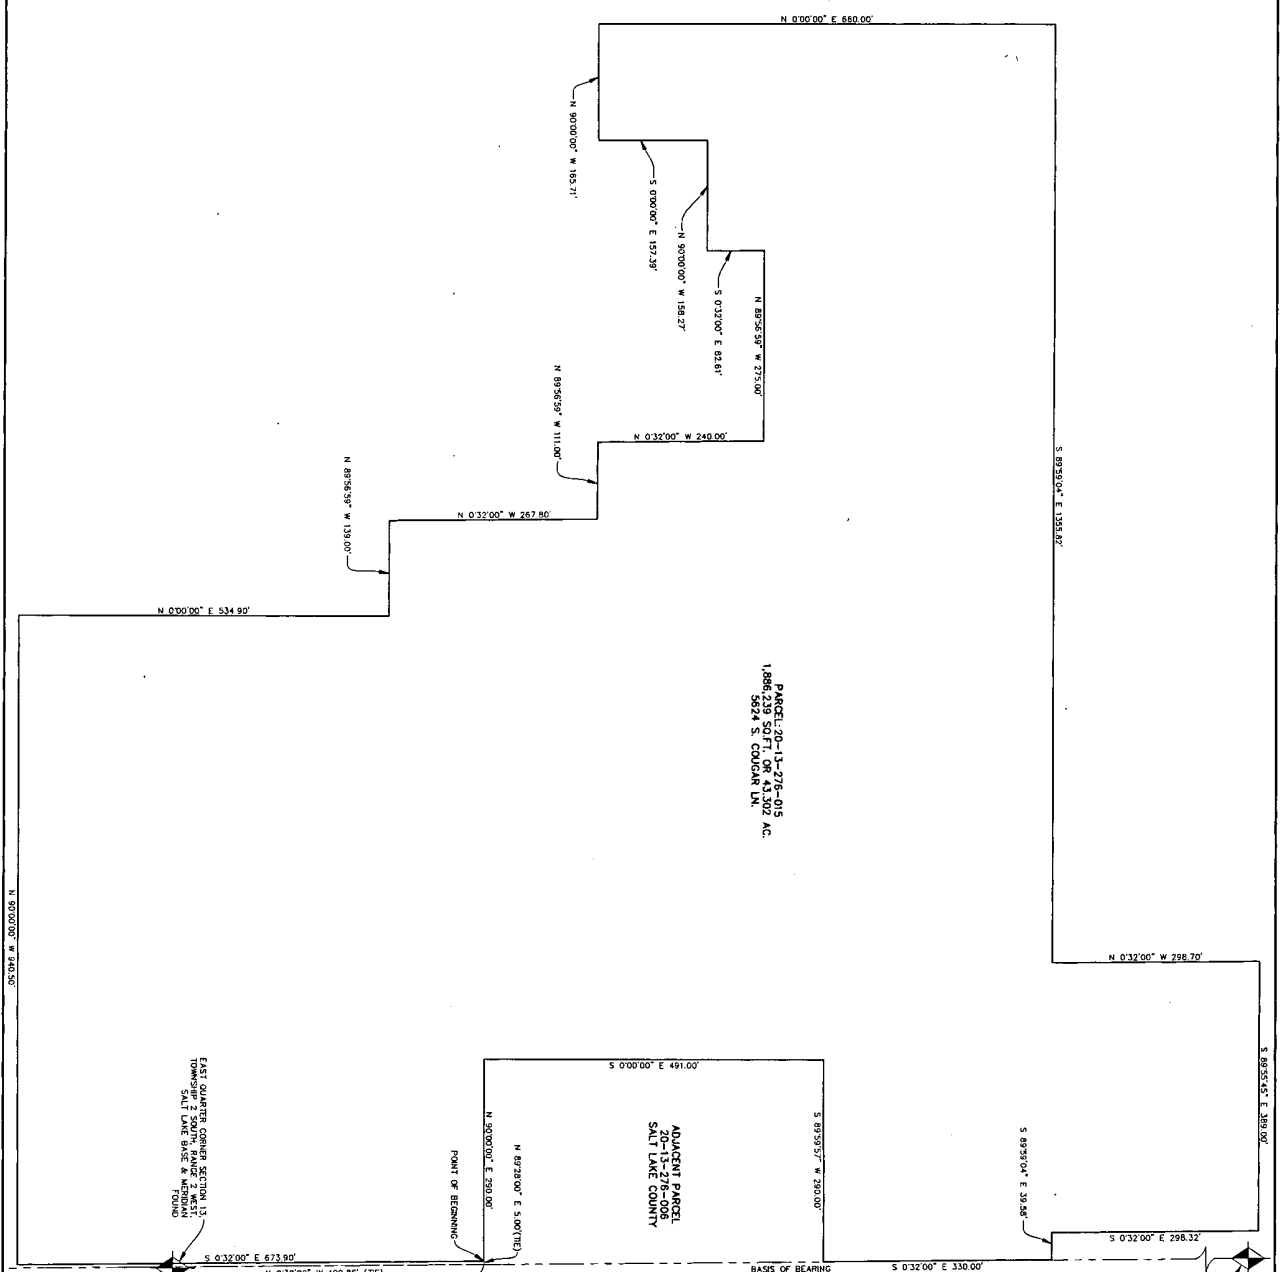 N 0°00'00" E 660.00'
N 90°00'00" W 165.71'
S 0°00'00" E 157.39'
N 90°00'00" W 158.27'
S 0°32'00" E 82.61'
N 89°56'59" W 275.00'
N 0°32'00" W 240.00'
N 89°56'59" W 111.00'
N 0°32'00" W 267.80'
N 89°56'59" W 139.00'
N 0°00'00" E 534.90'
S 89°59'04" E 1355.82'
PARCEL: 20-13-276-015
1,886,239 SQ.FT. OR 43.302 AC.
5624 S. COUGAR LN.
N 90°00'00" W 940.50'
N 0°32'00" W 298.70'
S 89°55'45" E 389.00'
S 0°00'00" E 491.00'
ADJACENT PARCEL
20-13-276-006
SALT LAKE COUNTY
S 89°59'57" W 290.00'
N 90°00'00" E 290.00'
N 89°28'00" E 5.00'(TIE)
POINT OF BEGINNING
S 89°59'04" E 39.58'
S 0°32'00" E 298.32'
EAST QUARTER CORNER SECTION 13,
TOWNSHIP 2 SOUTH, RANGE 2 WEST,
SALT LAKE BASE & MERIDIAN
FOUND
S 0°32'00" E 673.90'
BASIS OF BEARING
S 0°32'00" E 330.00'